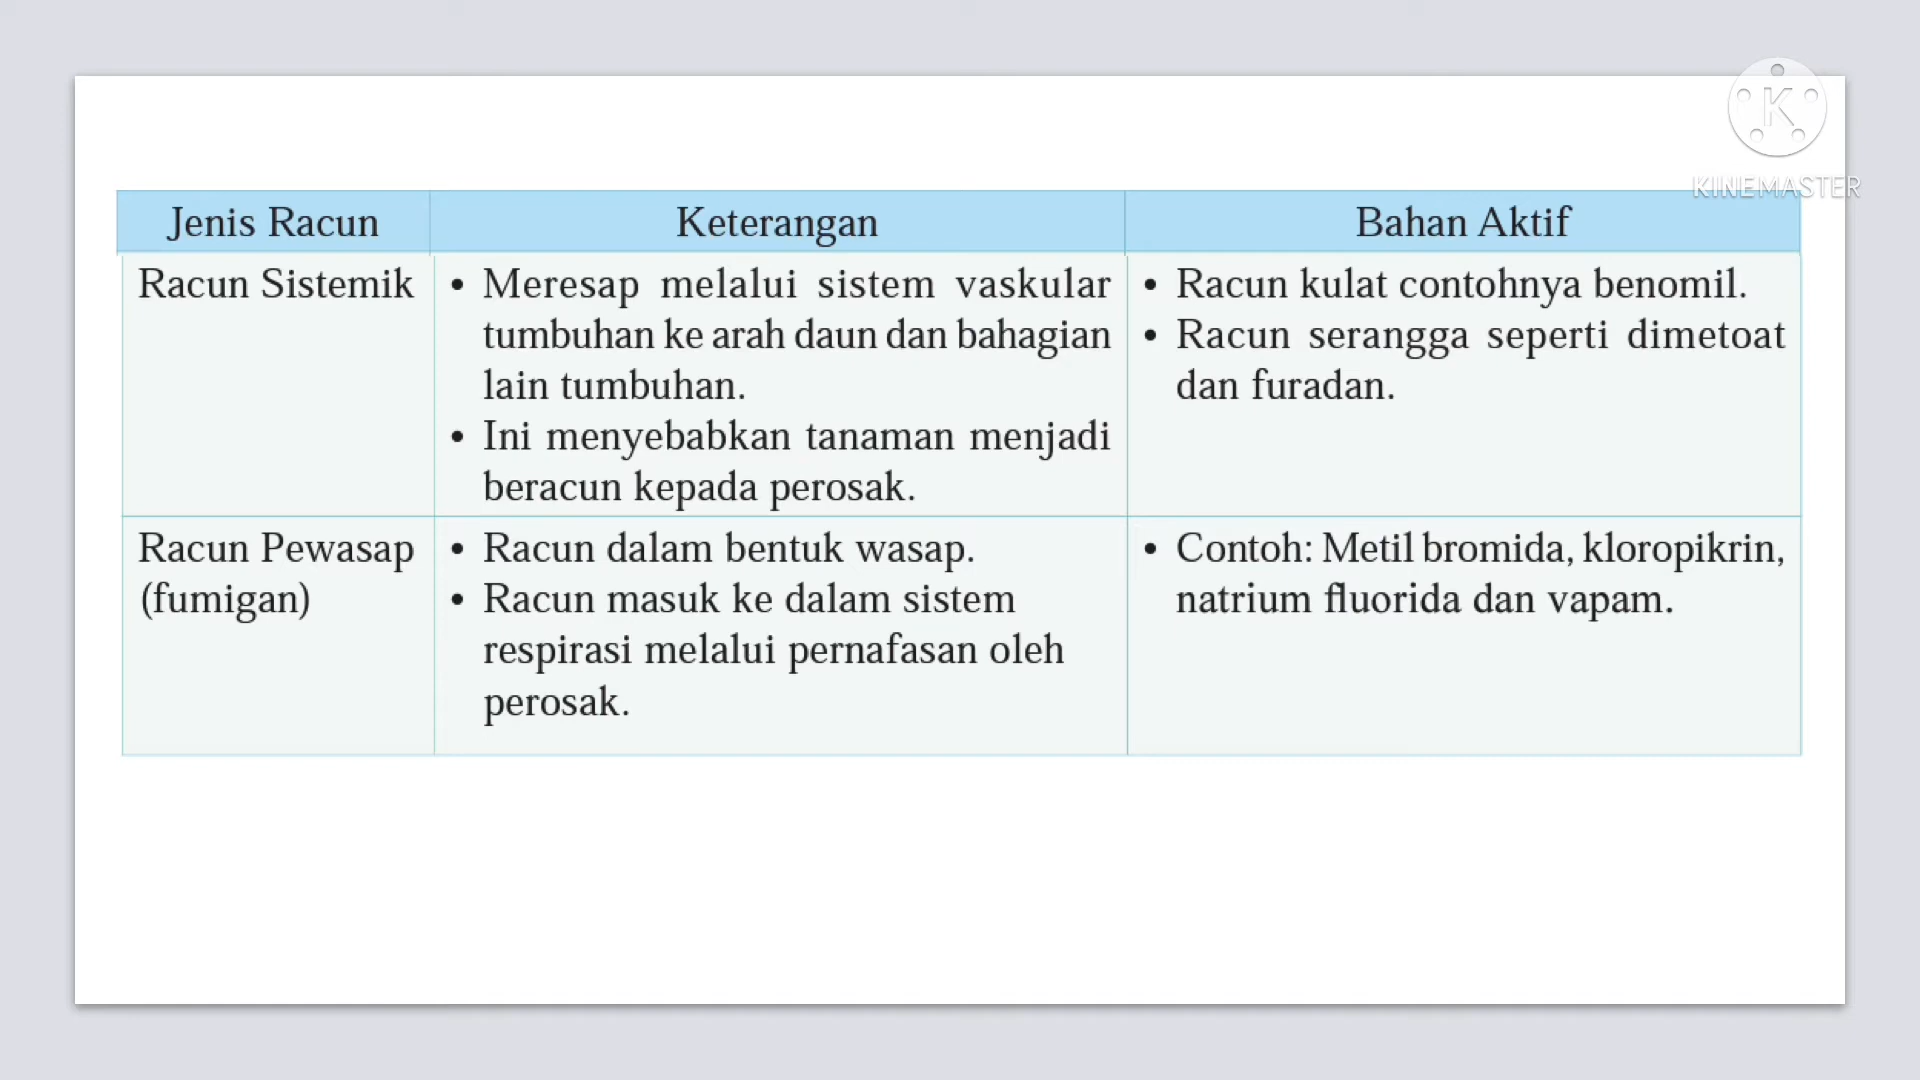 K
KINEMASTER
Jenis Racun
Keterangan
Bahan Aktif
Racun Sistemik
• Meresap melalui sistem vaskular
tumbuhan ke arah daun dan bahagian
lain tumbuhan.
• Ini menyebabkan tanaman menjadi
beracun kepada perosak.
• Racun kulat contohnya benomil.
• Racun serangga seperti dimetoat
dan furadan.
Racun Pewasap
(fumigan)
• Racun dalam bentuk wasap.
• Racun masuk ke dalam sistem
respirasi melalui pernafasan oleh
perosak.
• Contoh: Metil bromida, kloropikrin,
natrium fluorida dan vapam.